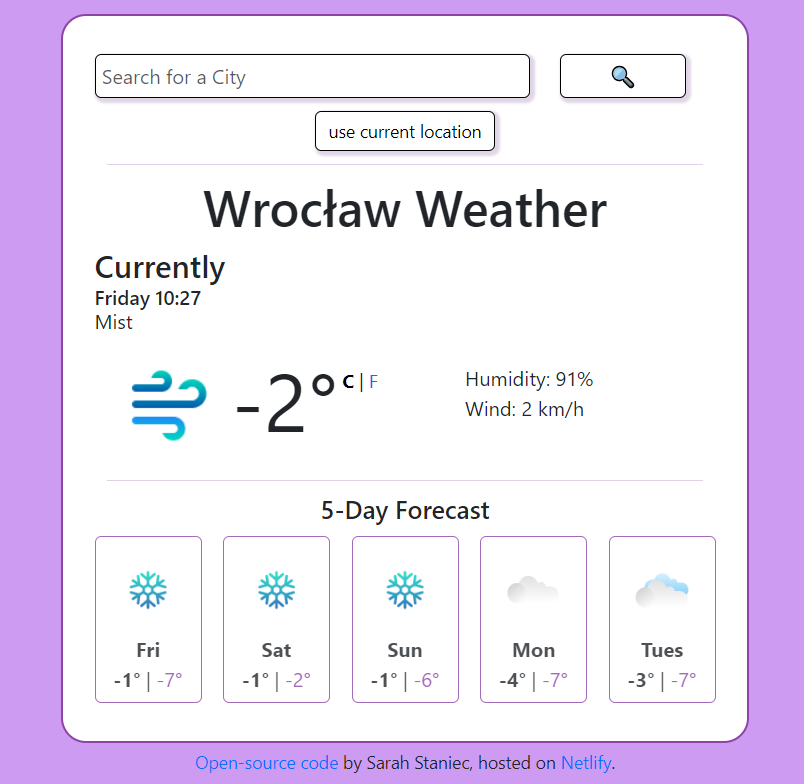 Search for a City
use current location
Wrocław Weather
Currently
Friday 10:27
Mist
-2° C | F
Humidity: 91%
Wind: 2 km/h
5-Day Forecast
Fri Sat Sun Mon Tues
-1° | -7° -1° | -2° -1° | -6° -4° | -7° -3° | -7°
Open-source code by Sarah Staniec, hosted on Netlify.